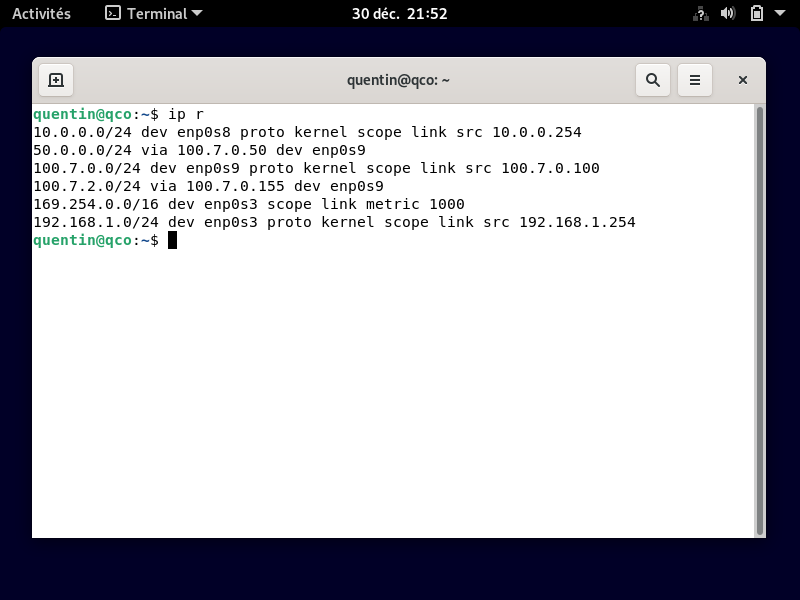 Activités Terminal 30 déc. 21:52
quentin@qco: ~
quentin@qco:~$ ip r
10.0.0.0/24 dev enp0s8 proto kernel scope link src 10.0.0.254
50.0.0.0/24 via 100.7.0.50 dev enp0s9
100.7.0.0/24 dev enp0s9 proto kernel scope link src 100.7.0.100
100.7.2.0/24 via 100.7.0.155 dev enp0s9
169.254.0.0/16 dev enp0s3 scope link metric 1000
192.168.1.0/24 dev enp0s3 proto kernel scope link src 192.168.1.254
quentin@qco:~$